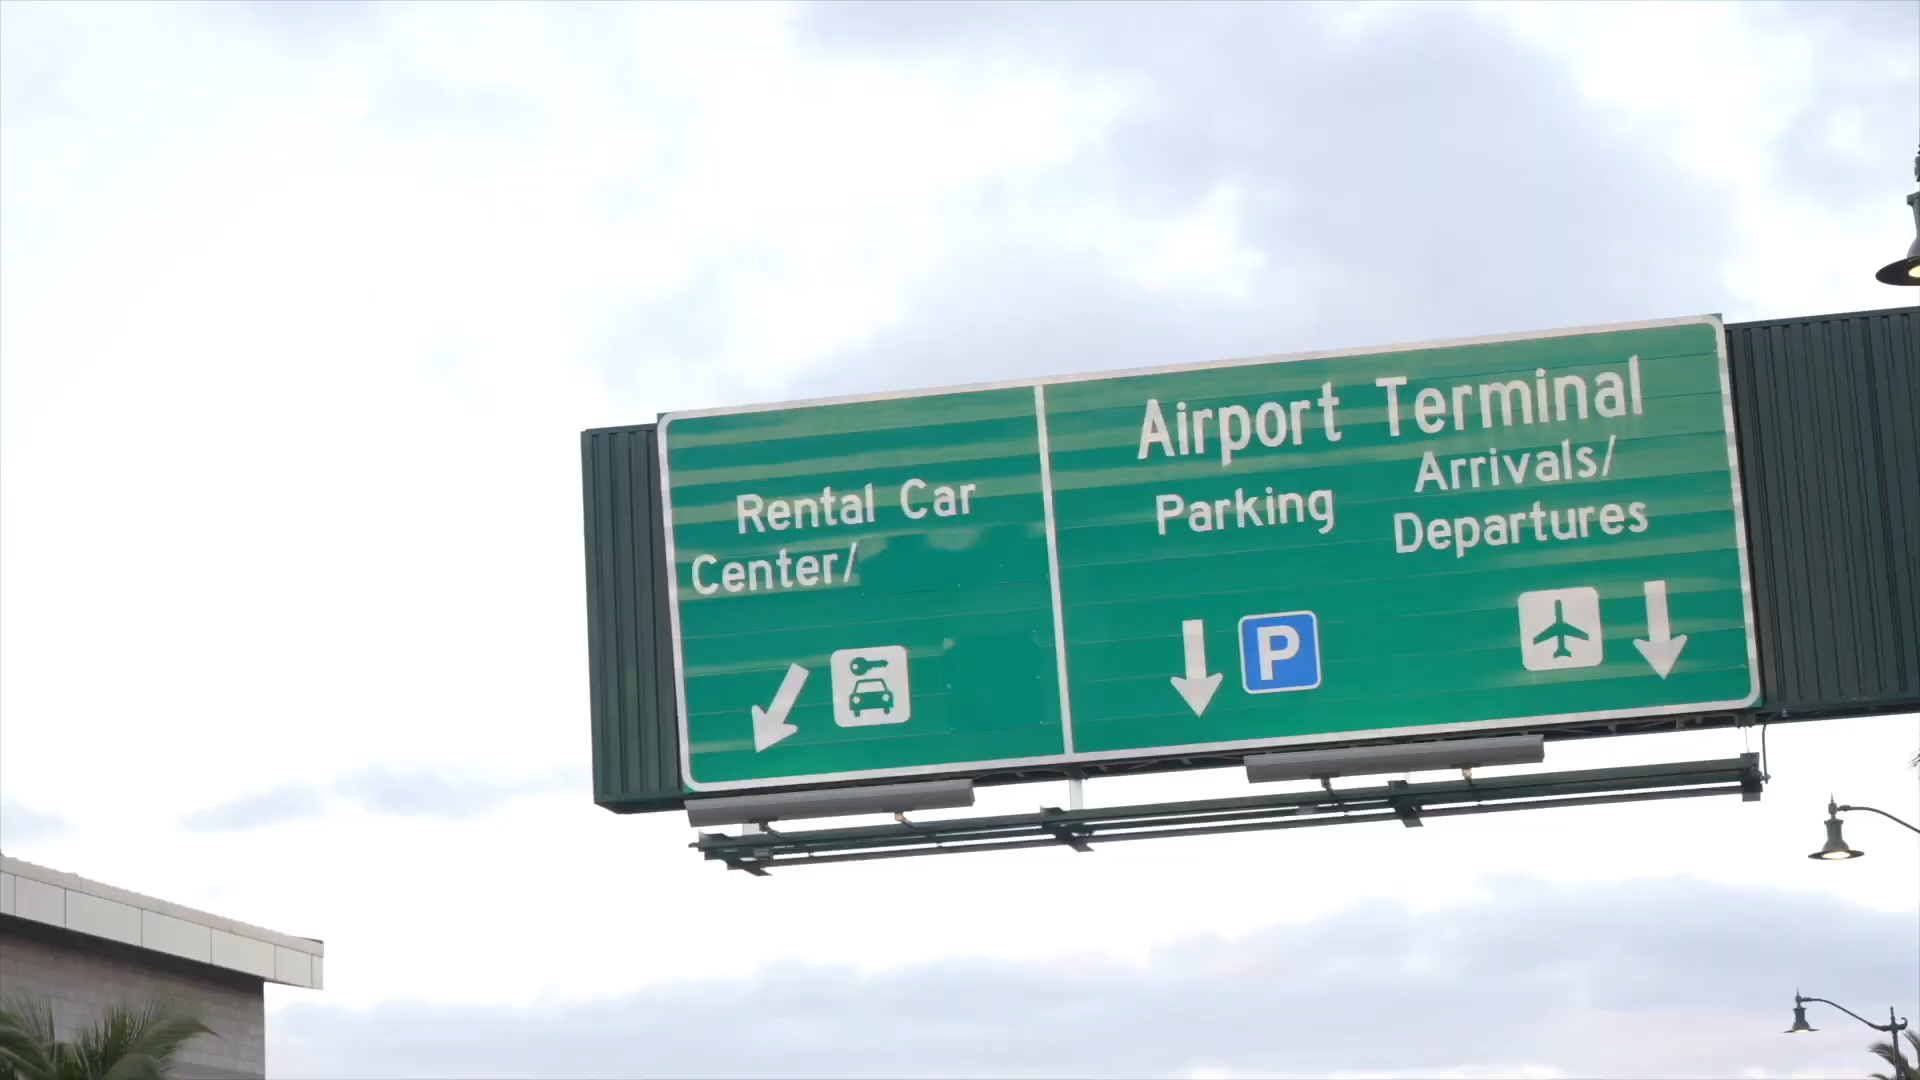 Rental Car
Center/
Airport Terminal
Parking
Arrivals/
Departures
P